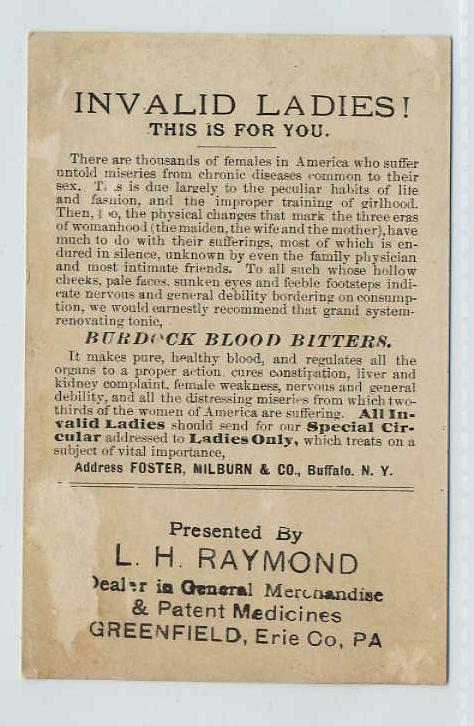 INVALID LADIES!
THIS IS FOR YOU.
There are thousands of females in America who suffer
untold miseries from chronic diseases common to their
sex. This is due largely to the peculiar habits of life
and fashion, and the improper training of girlhood.
Then, too, the physical changes that mark the three eras
of womanhood (the maiden, the wife and the mother), have
much to do with their sufferings, most of which is en-
dured in silence, unknown by even the family physician
and most intimate friends. To all such whose hollow
cheeks, pale faces, sunken eyes and feeble footsteps indi-
cate nervous and general debility bordering on consump-
tion, we would earnestly recommend that grand system-
renovating tonic,
BURDOCK BLOOD BITTERS.
It makes pure, healthy blood, and regulates all the
organs to a proper action, cures constipation, liver and
kidney complaint, female weakness, nervous and general
debility, and all the distressing miseries from which two-
thirds of the women of America are suffering. All In-
valid Ladies should send for our Special Cir-
cular addressed to Ladies Only, which treats on a
subject of vital importance,
Address FOSTER, MILBURN & CO., Buffalo. N. Y.
Presented By
L. H. RAYMOND
Dealer in General Merchandise
& Patent Medicines
GREENFIELD, Erie Co, PA